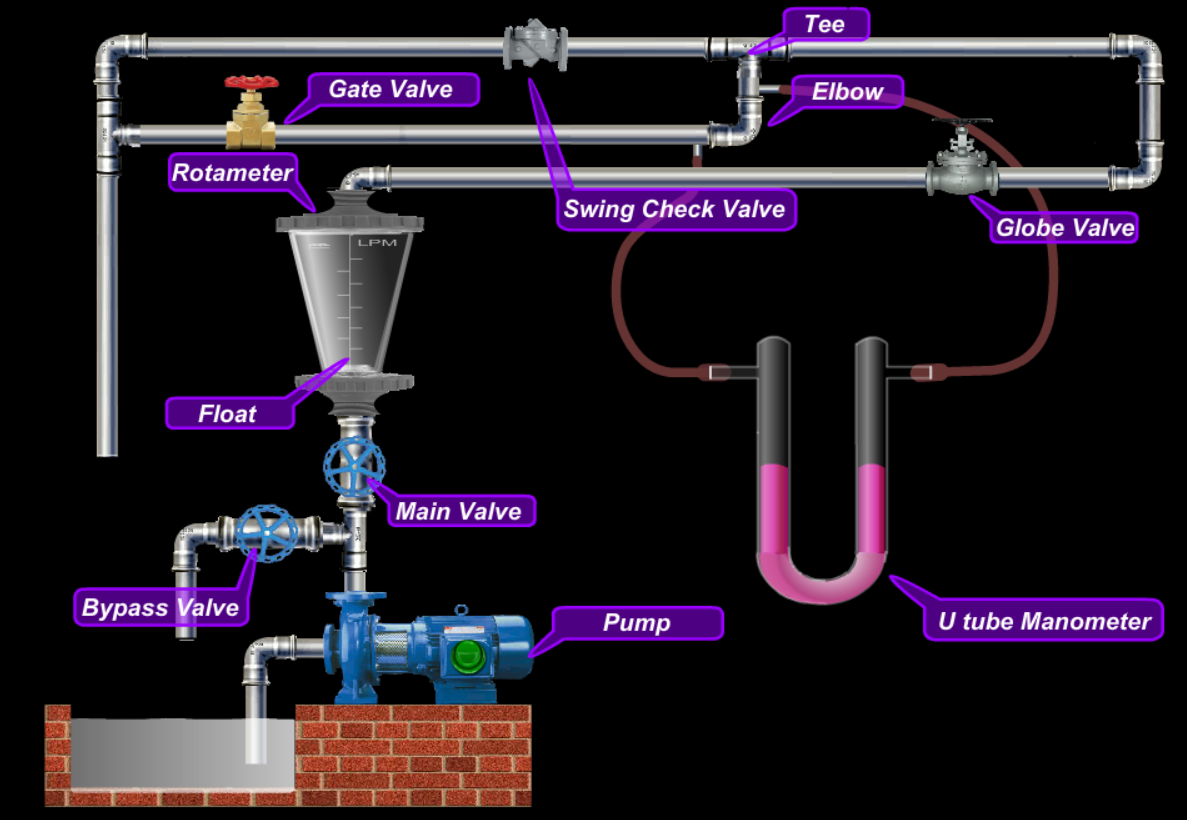 Tee
Gate Valve
Elbow
Rotameter
Swing Check Valve
Globe Valve
LPM
Float
Main Valve
Bypass Valve
Pump
U tube Manometer